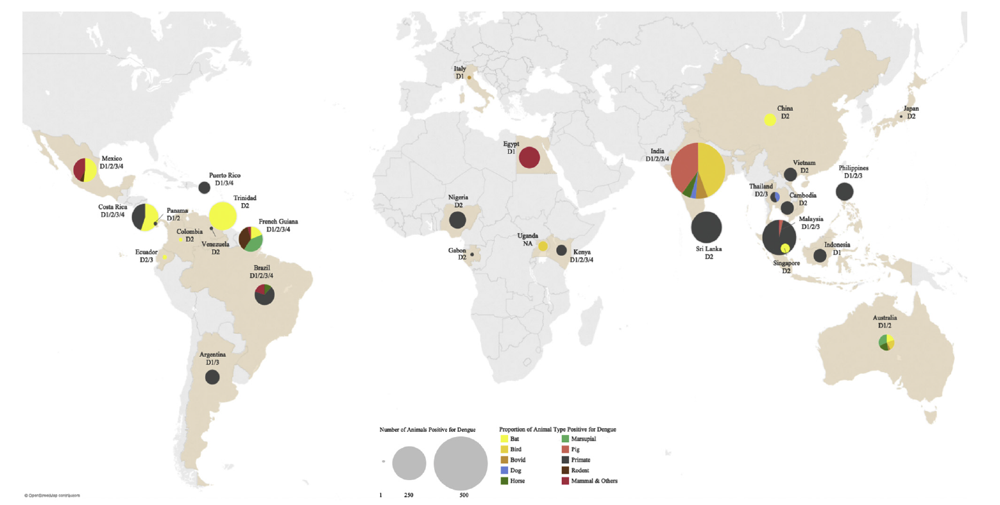 Italy
D1
China
D2
Japan
D2
Egypt
D1
India
D1/2/3/4
Mexico
D1/2/3/4
Vietnam
D2
Philippines
D1/2/3
Puerto Rico
D1/3/4
Thailand
D2/3
Cambodia
D2
Trinidad
D2
Nigeria
D2
Costa Rica
D1/2/3/4
Panama
D1/2
French Guiana
D1/2/3/4
Malaysia
D1/2/3
Colombia
D2
Venezuela
D2
Uganda
NA
Ecuador
D2/3
Gabon
D2
Kenya
D1/2/3/4
Sri Lanka
D2
Indonesia
D1
Singapore
D2
Brazil
D1/2/3/4
Australia
D1/2
Argentina
D1/3
Number of Animals Positive for Dengue
1
250
500
Proportion of Animal Type Positive for Dengue
Bat
Bird
Bovid
Dog
Horse
Marsupial
Pig
Primate
Rodent
Mammal & Others
© OpenStreetMap contributors